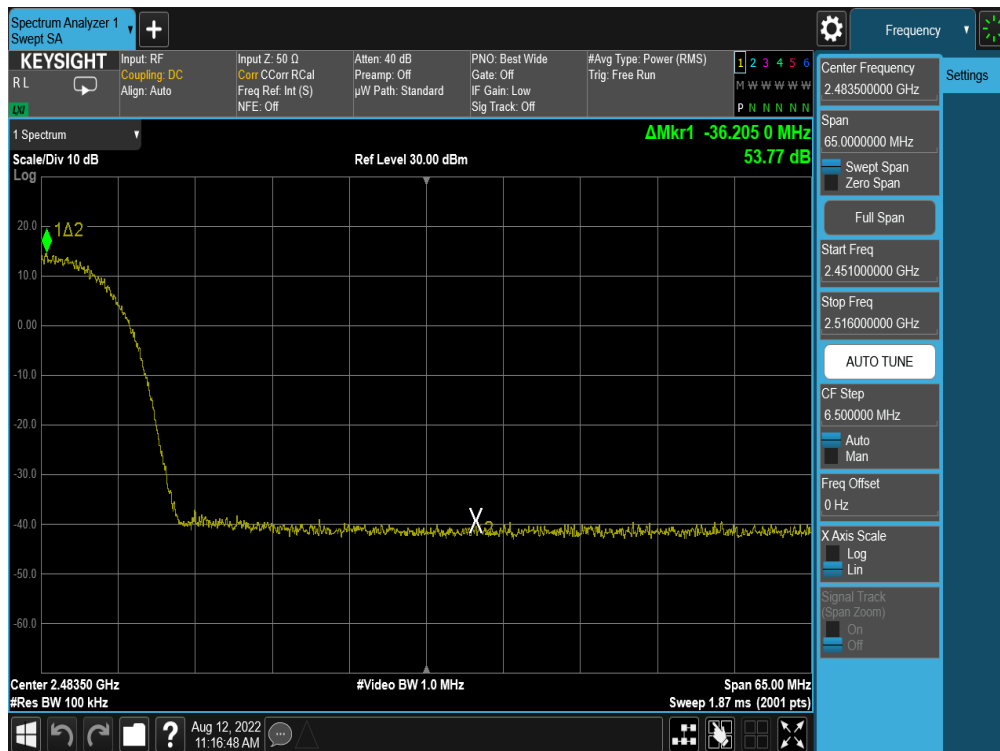 Spectrum Analyzer 1
Swept SA
Frequency
KEYSIGHT
R L
LXI
Input: RF
Coupling: DC
Align: Auto
Input Z: 50 Ω
Corr CCorr RCal
Freq Ref: Int (S)
NFE: Off
Atten: 40 dB
Preamp: Off
µW Path: Standard
PNO: Best Wide
Gate: Off
IF Gain: Low
Sig Track: Off
#Avg Type: Power (RMS)
Trig: Free Run
1 2 3 4 5 6
M W W W W W
P N N N N N
Center Frequency
2.483500000 GHz
Settings
Span
65.0000000 MHz
Swept Span
Zero Span
Full Span
Start Freq
2.451000000 GHz
Stop Freq
2.516000000 GHz
AUTO TUNE
CF Step
6.500000 MHz
Auto
Man
Freq Offset
0 Hz
X Axis Scale
Log
Lin
Signal Track
(Span Zoom)
On
Off
1 Spectrum
Scale/Div 10 dB
Ref Level 30.00 dBm
ΔMkr1 -36.205 0 MHz
53.77 dB
Log
20.0
1Δ2
10.0
0.00
-10.0
-20.0
-30.0
-40.0
X2
-50.0
-60.0
Center 2.48350 GHz
#Video BW 1.0 MHz
Span 65.00 MHz
#Res BW 100 kHz
Sweep 1.87 ms (2001 pts)
Aug 12, 2022
11:16:48 AM